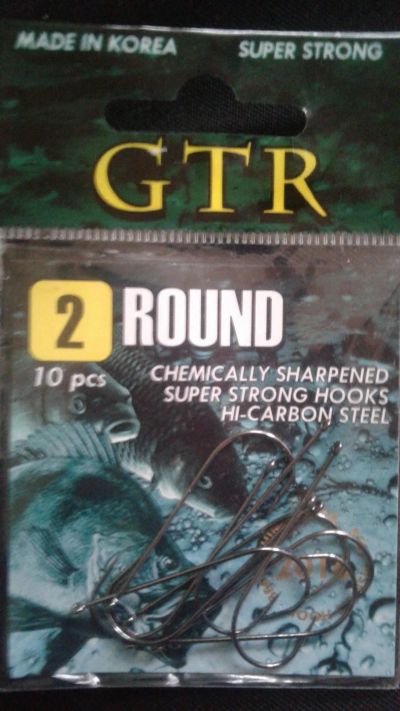 MADE IN KOREA
SUPER STRONG
GTR
2 ROUND
10 pcs
CHEMICALLY SHARPENED
SUPER STRONG HOOKS
HI-CARBON STEEL